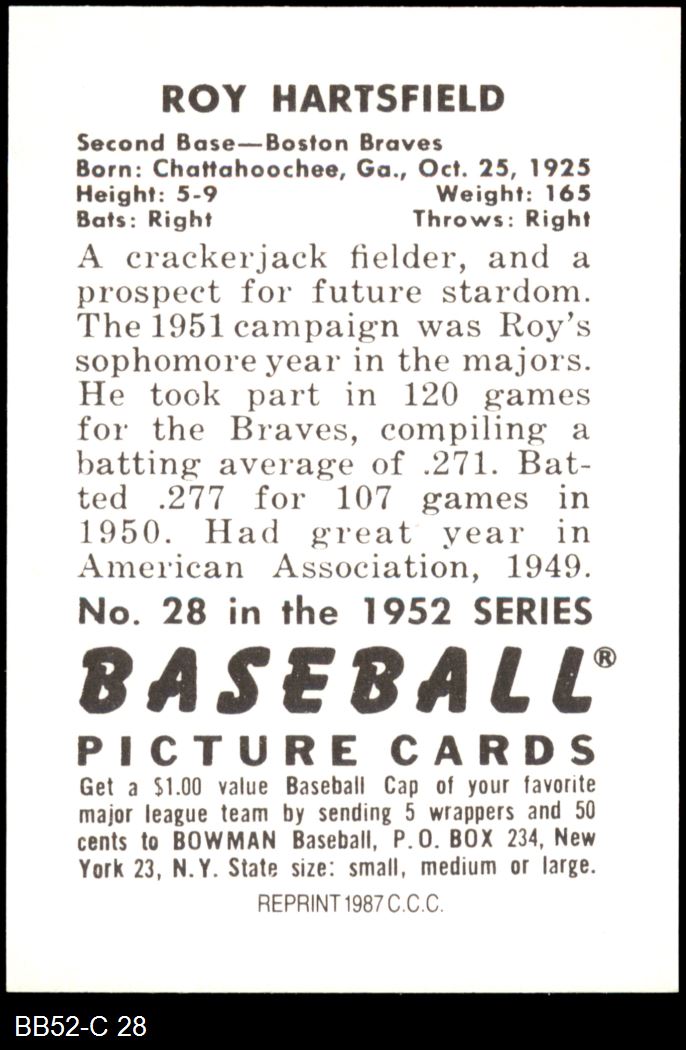 ROY HARTSFIELD
Second Base—Boston Braves
Born: Chattahoochee, Ga., Oct. 25, 1925
Height: 5-9 Weight: 165
Bats: Right Throws: Right
A crackerjack fielder, and a
prospect for future stardom.
The 1951 campaign was Roy's
sophomore year in the majors.
He took part in 120 games
for the Braves, compiling a
batting average of .271. Bat-
ted .277 for 107 games in
1950. Had great year in
American Association, 1949.
No. 28 in the 1952 SERIES
BASEBALL®
PICTURE CARDS
Get a $1.00 value Baseball Cap of your favorite
major league team by sending 5 wrappers and 50
cents to BOWMAN Baseball, P.O. BOX 234, New
York 23, N.Y. State size: small, medium or large.
REPRINT 1987 C.C.C.
BB52-C 28